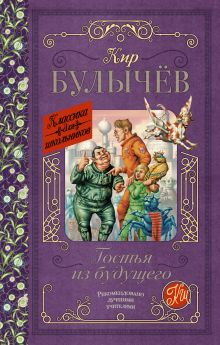 Кир
БУЛЫЧЁВ
Классика
для
школьников
Гостья
из будущего
Рекомендовано
лучшими
учителями